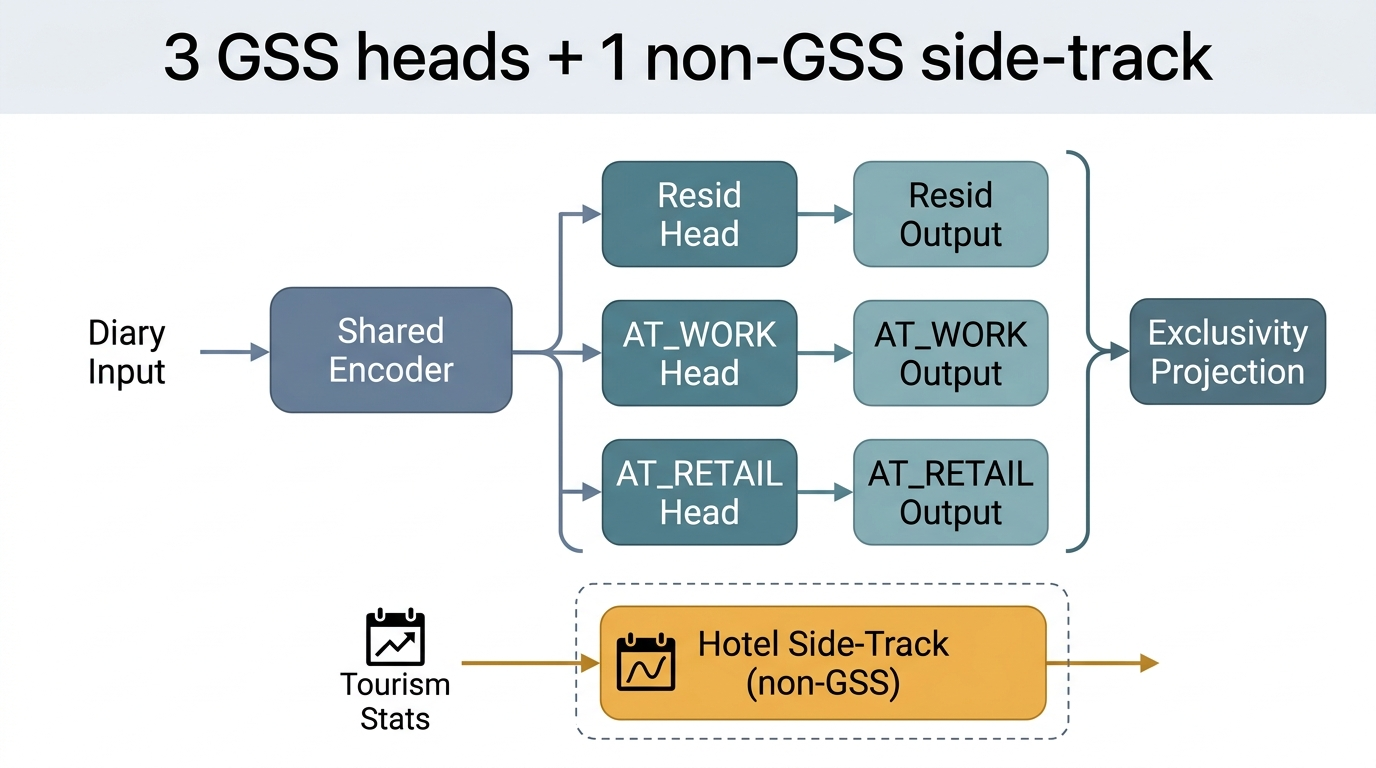 3 GSS heads + 1 non-GSS side-track
Diary
Input
Shared
Encoder
Resid
Head
Resid
Output
AT_WORK
Head
AT_WORK
Output
AT_RETAIL
Head
AT_RETAIL
Output
Exclusivity
Projection
Tourism
Stats
Hotel Side-Track
(non-GSS)